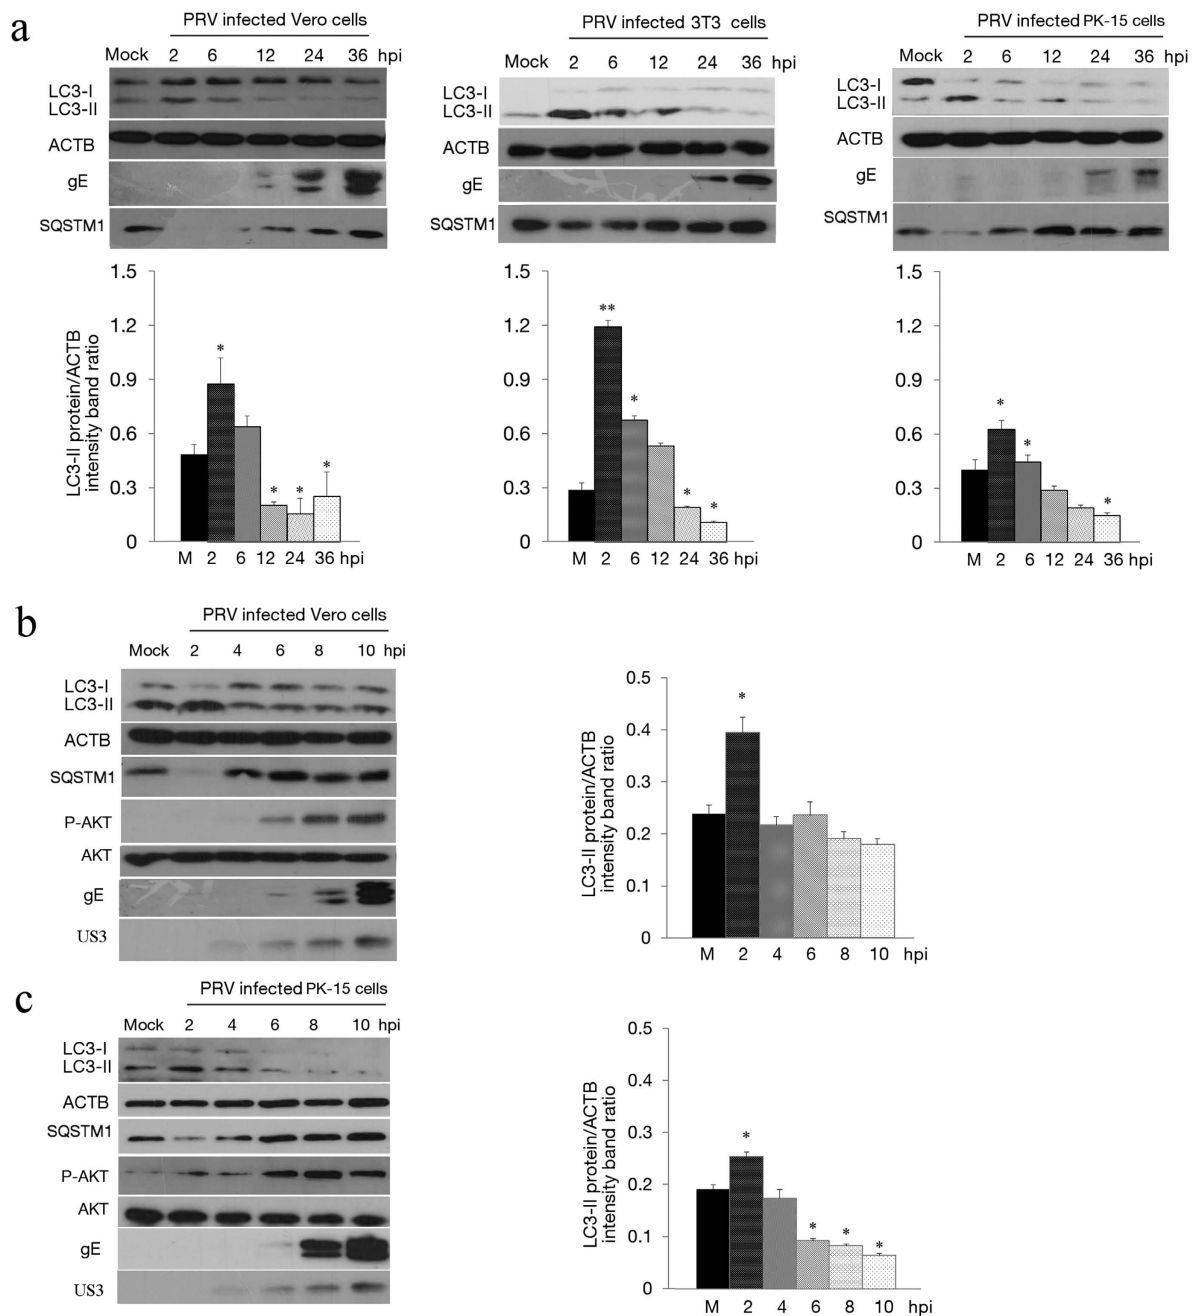 a
PRV infected Vero cells
Mock 2 6 12 24 36 hpi
LC3-I
LC3-II
ACTB
gE
SQSTM1
PRV infected 3T3 cells
Mock 2 6 12 24 36 hpi
LC3-I
LC3-II
ACTB
gE
SQSTM1
PRV infected PK-15 cells
Mock 2 6 12 24 36 hpi
LC3-I
LC3-II
ACTB
gE
SQSTM1
LC3-II protein/ACTB
intensity band ratio
1.5
1.2
0.9
0.6
0.3
0
* * * *
M 2 6 12 24 36 hpi
1.5
1.2
0.9
0.6
0.3
0
** * * *
M 2 6 12 24 36 hpi
1.5
1.2
0.9
0.6
0.3
0
* * *
M 2 6 12 24 36 hpi
b
PRV infected Vero cells
Mock 2 4 6 8 10 hpi
LC3-I
LC3-II
ACTB
SQSTM1
P-AKT
AKT
gE
US3
LC3-II protein/ACTB
intensity band ratio
0.5
0.4
0.3
0.2
0.1
0
*
M 2 4 6 8 10 hpi
c
PRV infected PK-15 cells
Mock 2 4 6 8 10 hpi
LC3-I
LC3-II
ACTB
SQSTM1
P-AKT
AKT
gE
US3
LC3-II protein/ACTB
intensity band ratio
0.5
0.4
0.3
0.2
0.1
0
* * * *
M 2 4 6 8 10 hpi